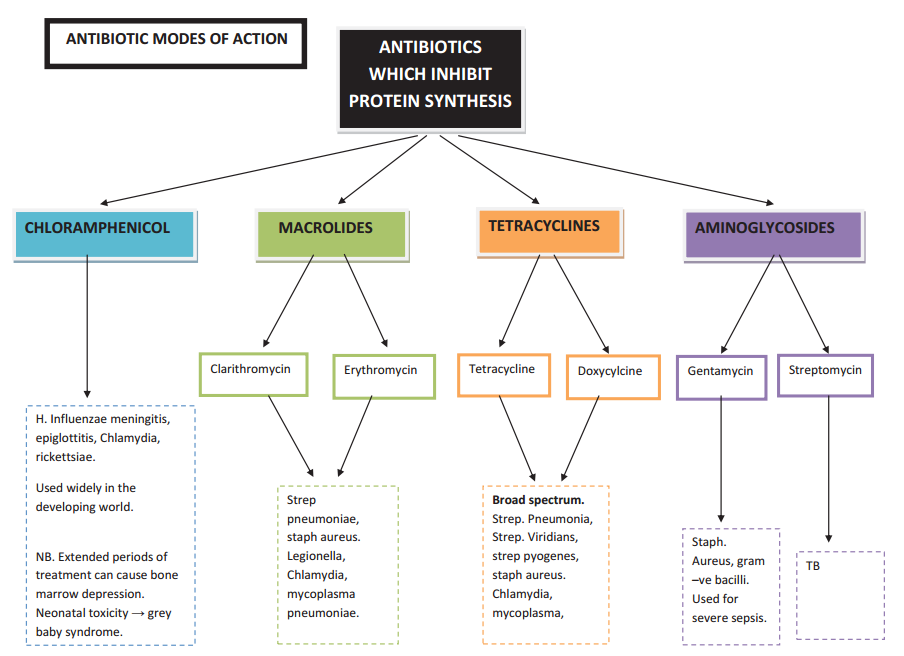 ANTIBIOTIC MODES OF ACTION
ANTIBIOTICS
WHICH INHIBIT
PROTEIN SYNTHESIS
CHLORAMPHENICOL
MACROLIDES
TETRACYCLINES
AMINOGLYCOSIDES
Clarithromycin
Erythromycin
Tetracycline
Doxycylcine
Gentamycin
Streptomycin
H. Influenzae meningitis,
epiglottitis, Chlamydia,
rickettsiae.
Used widely in the
developing world.
NB. Extended periods of
treatment can cause bone
marrow depression.
Neonatal toxicity → grey
baby syndrome.
Strep
pneumoniae,
staph aureus.
Legionella,
Chlamydia,
mycoplasma
pneumoniae.
Broad spectrum.
Strep. Pneumonia,
Strep. Viridians,
strep pyogenes,
staph aureus.
Chlamydia,
mycoplasma,
Staph.
Aureus, gram
–ve bacilli.
Used for
severe sepsis.
TB